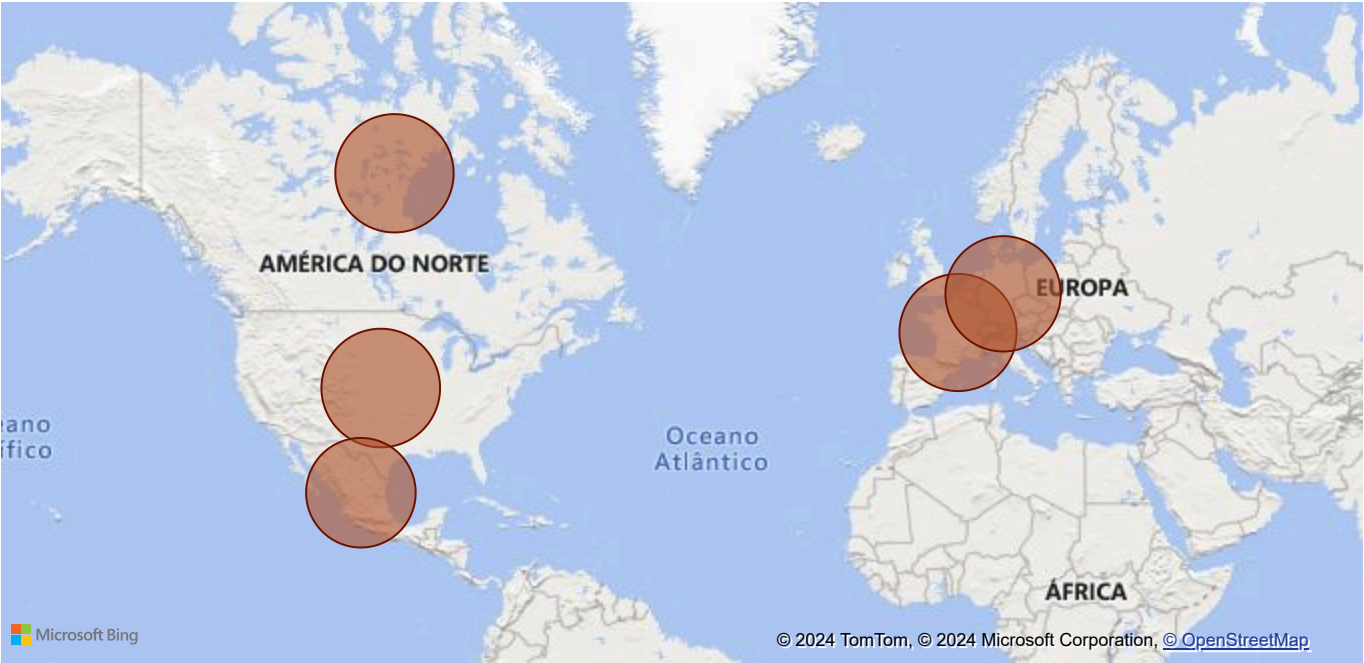 AMÉRICA DO NORTE
EUROPA
eano
ífico
Oceano
Atlântico
ÁFRICA
Microsoft Bing
© 2024 TomTom, © 2024 Microsoft Corporation, © OpenStreetMap